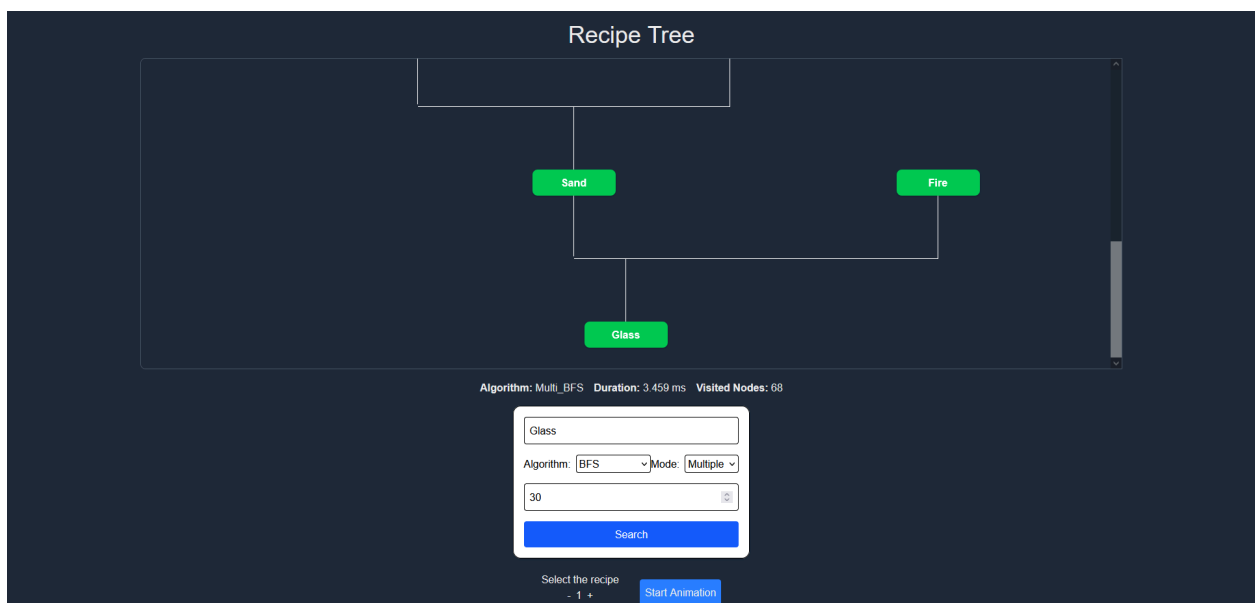 Recipe Tree
Sand
Fire
Glass
Algorithm: Multi_BFS Duration: 3.459 ms Visited Nodes: 68
Glass
Algorithm: BFS Mode: Multiple
30
Search
Select the recipe
- 1 +
Start Animation